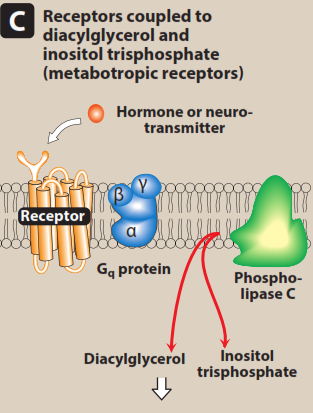 C Receptors coupled to
diacylglycerol and
inositol trisphosphate
(metabotropic receptors)
Hormone or neuro-
transmitter
β
γ
Receptor
α
Gq protein
Phospho-
lipase C
Diacylglycerol
Inositol
trisphosphate